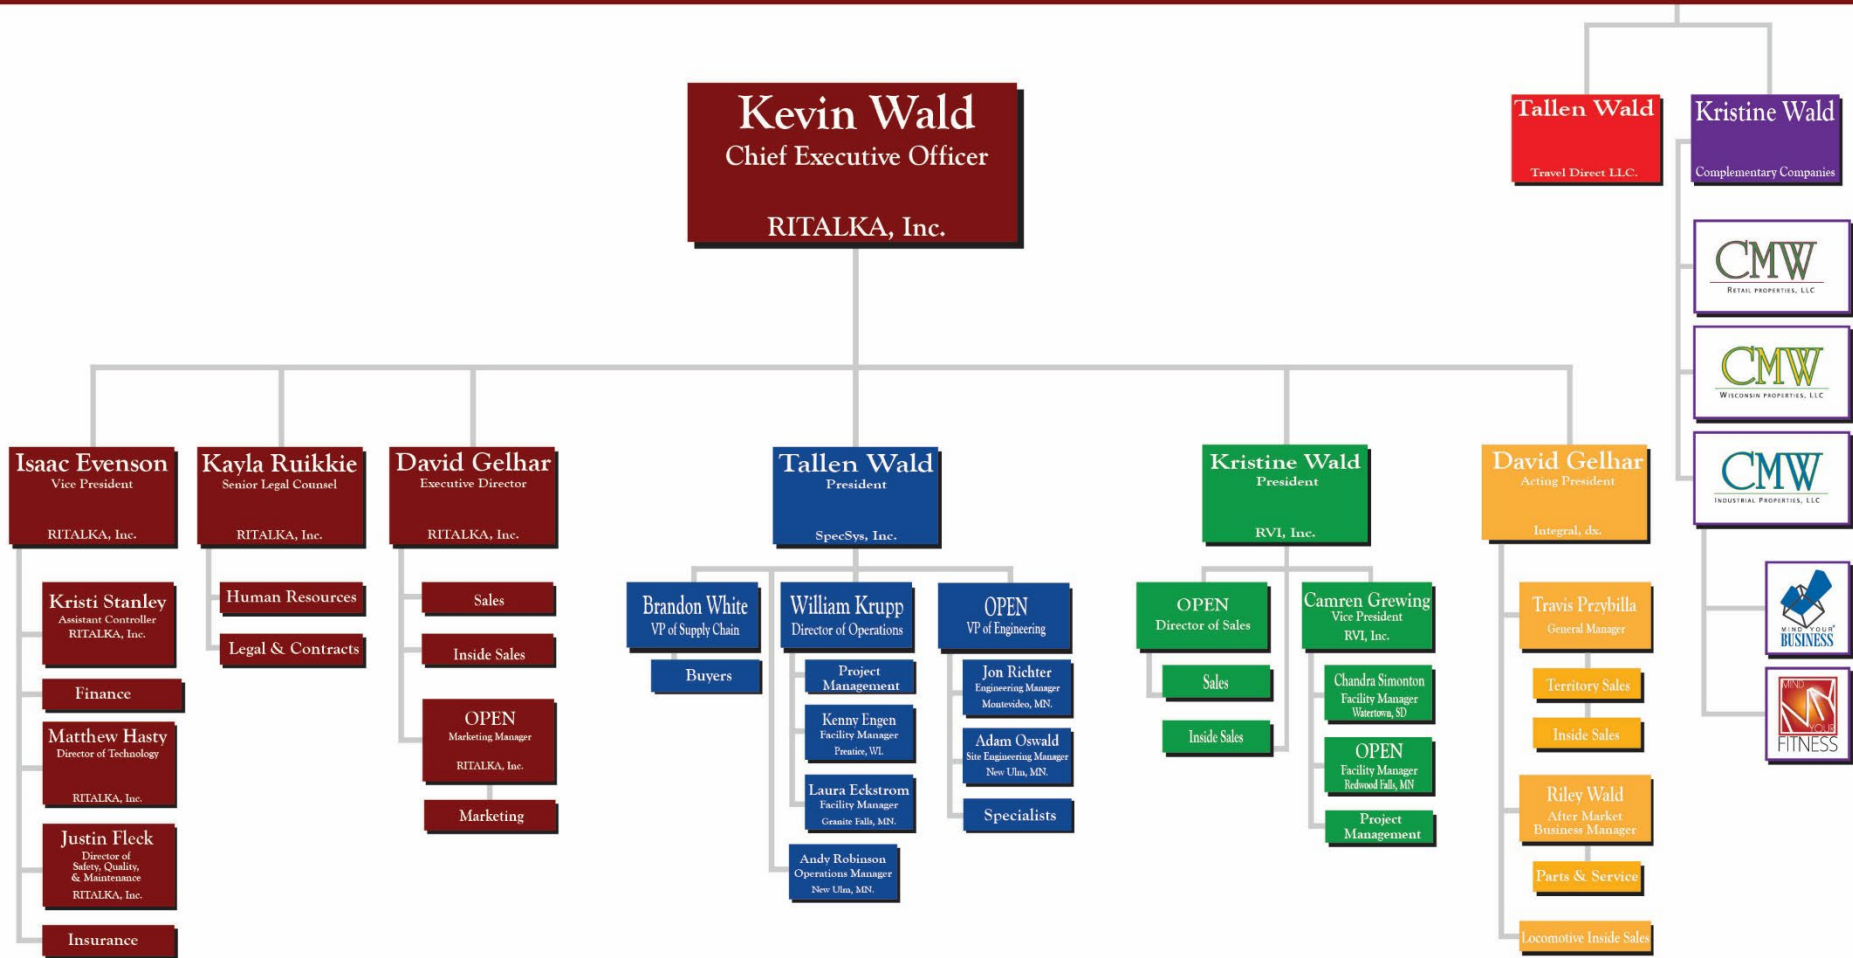 Kevin Wald
Chief Executive Officer
RITALKA, Inc.
Tallen Wald
Travel Direct LLC.
Kristine Wald
Complementary Companies
CMW
RETAIL PROPERTIES, LLC
CMW
WISCONSIN PROPERTIES, LLC
CMW
INDUSTRIAL PROPERTIES, LLC
MIND YOUR
BUSINESS
MIND
YOUR
FITNESS
Isaac Evenson
Vice President
RITALKA, Inc.
Kristi Stanley
Assistant Controller
RITALKA, Inc.
Finance
Matthew Hasty
Director of Technology
RITALKA, Inc.
Justin Fleck
Director of
Safety, Quality,
& Maintenance
RITALKA, Inc.
Insurance
Kayla Ruikkie
Senior Legal Counsel
RITALKA, Inc.
Human Resources
Legal & Contracts
David Gelhar
Executive Director
RITALKA, Inc.
Sales
Inside Sales
OPEN
Marketing Manager
RITALKA, Inc.
Marketing
Tallen Wald
President
SpecSys, Inc.
Brandon White
VP of Supply Chain
Buyers
William Krupp
Director of Operations
Project
Management
Kenny Engen
Facility Manager
Prentice, WI.
Laura Eckstrom
Facility Manager
Granite Falls, MN.
Andy Robinson
Operations Manager
New Ulm, MN.
OPEN
VP of Engineering
Jon Richter
Engineering Manager
Montevideo, MN.
Adam Oswald
Site Engineering Manager
New Ulm, MN.
Specialists
Kristine Wald
President
RVI, Inc.
OPEN
Director of Sales
Sales
Inside Sales
Camren Grewing
Vice President
RVI, Inc.
Chandra Simonton
Facility Manager
Watertown, SD
OPEN
Facility Manager
Redwood Falls, MN
Project
Management
David Gelhar
Acting President
Integral, dx.
Travis Przybilla
General Manager
Territory Sales
Inside Sales
Riley Wald
After Market
Business Manager
Parts & Service
Locomotive Inside Sales